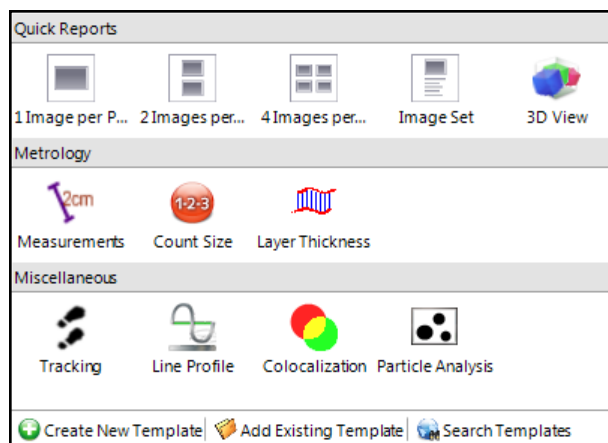 Quick Reports
1 Image per P... 2 Images per... 4 Images per... Image Set 3D View
Metrology
2cm 1-2-3
Measurements Count Size Layer Thickness
Miscellaneous
Tracking Line Profile Colocalization Particle Analysis
Create New Template Add Existing Template Search Templates